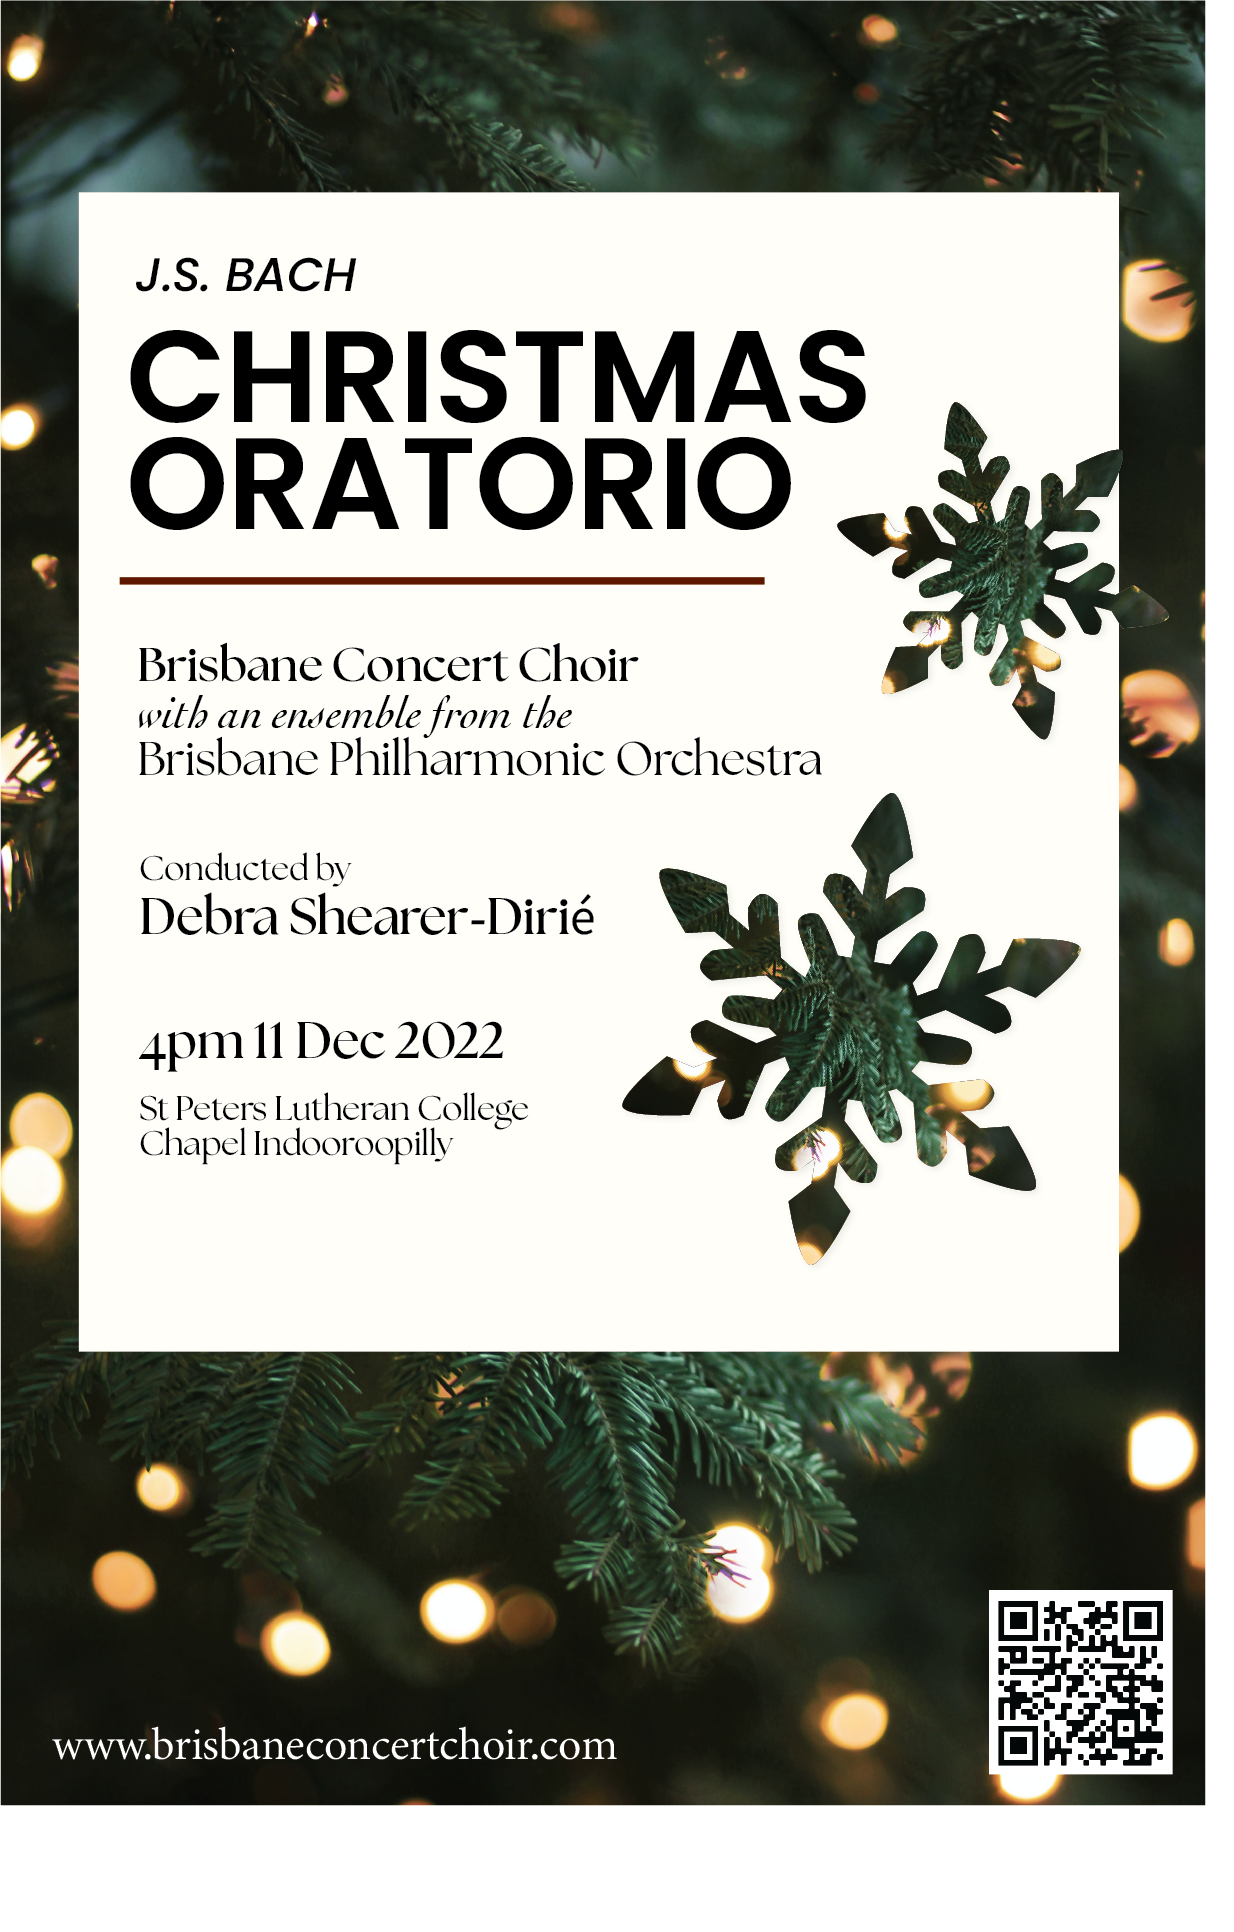 J.S. BACH
CHRISTMAS
ORATORIO
Brisbane Concert Choir
with an ensemble from the
Brisbane Philharmonic Orchestra
Conducted by
Debra Shearer-Dirié
4pm 11 Dec 2022
St Peters Lutheran College
Chapel Indooroopilly
www.brisbaneconcertchoir.com